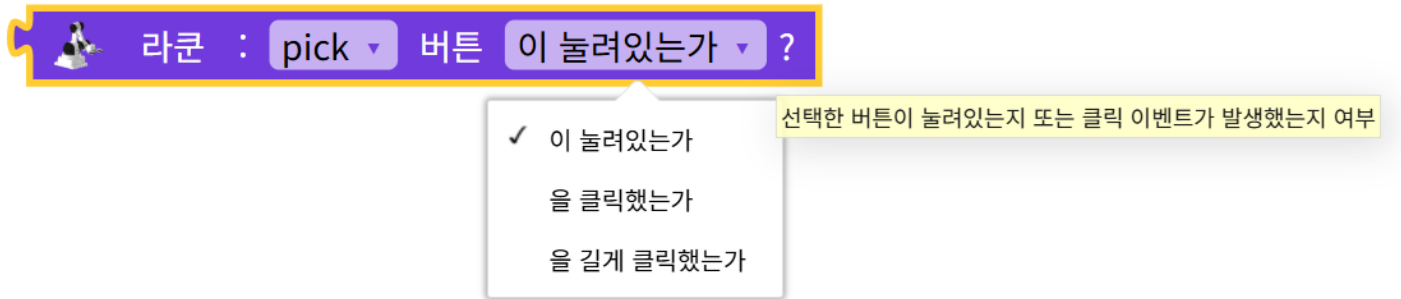 라쿤 : pick ▾ 버튼 이 눌려있는가 ▾ ?
선택한 버튼이 눌려있는지 또는 클릭 이벤트가 발생했는지 여부
✓ 이 눌려있는가
을 클릭했는가
을 길게 클릭했는가